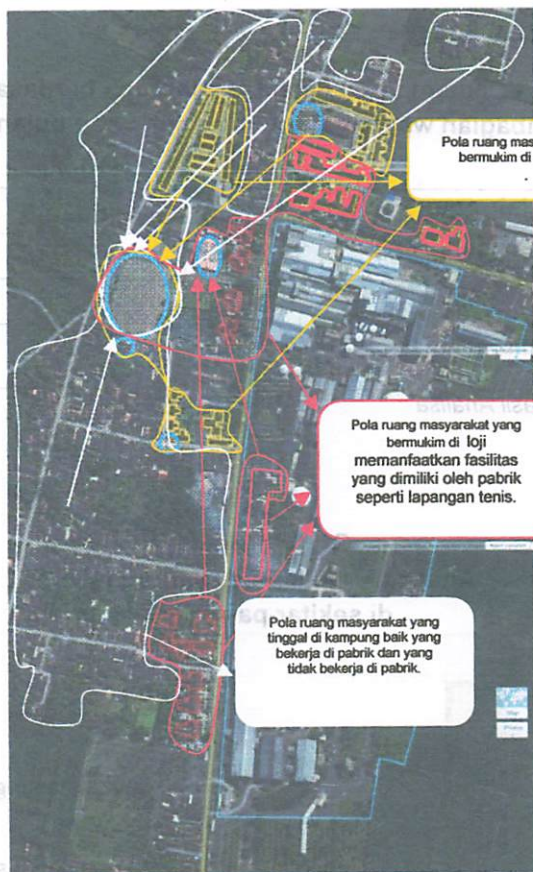 Pola ruang mas
bermukim di
Pola ruang masyarakat yang
bermukim di loji
memanfaatkan fasilitas
yang dimiliki oleh pabrik
seperti lapangan tenis.
Pola ruang masyarakat yang
tinggal di kampung baik yang
bekerja di pabrik dan yang
tidak bekerja di pabrik.